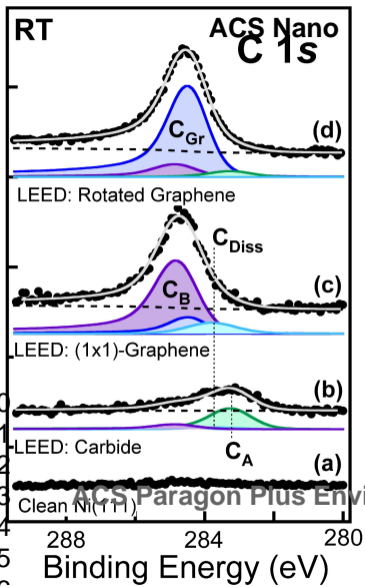 RT
ACS Nano
C 1s
C_Gr
(d)
LEED: Rotated Graphene
C_Diss
C_B
(c)
LEED: (1x1)-Graphene
(b)
LEED: Carbide
C_A
(a)
ACS Paragon Plus Envi
Clean Ni(111)
288
284
280
Binding Energy (eV)